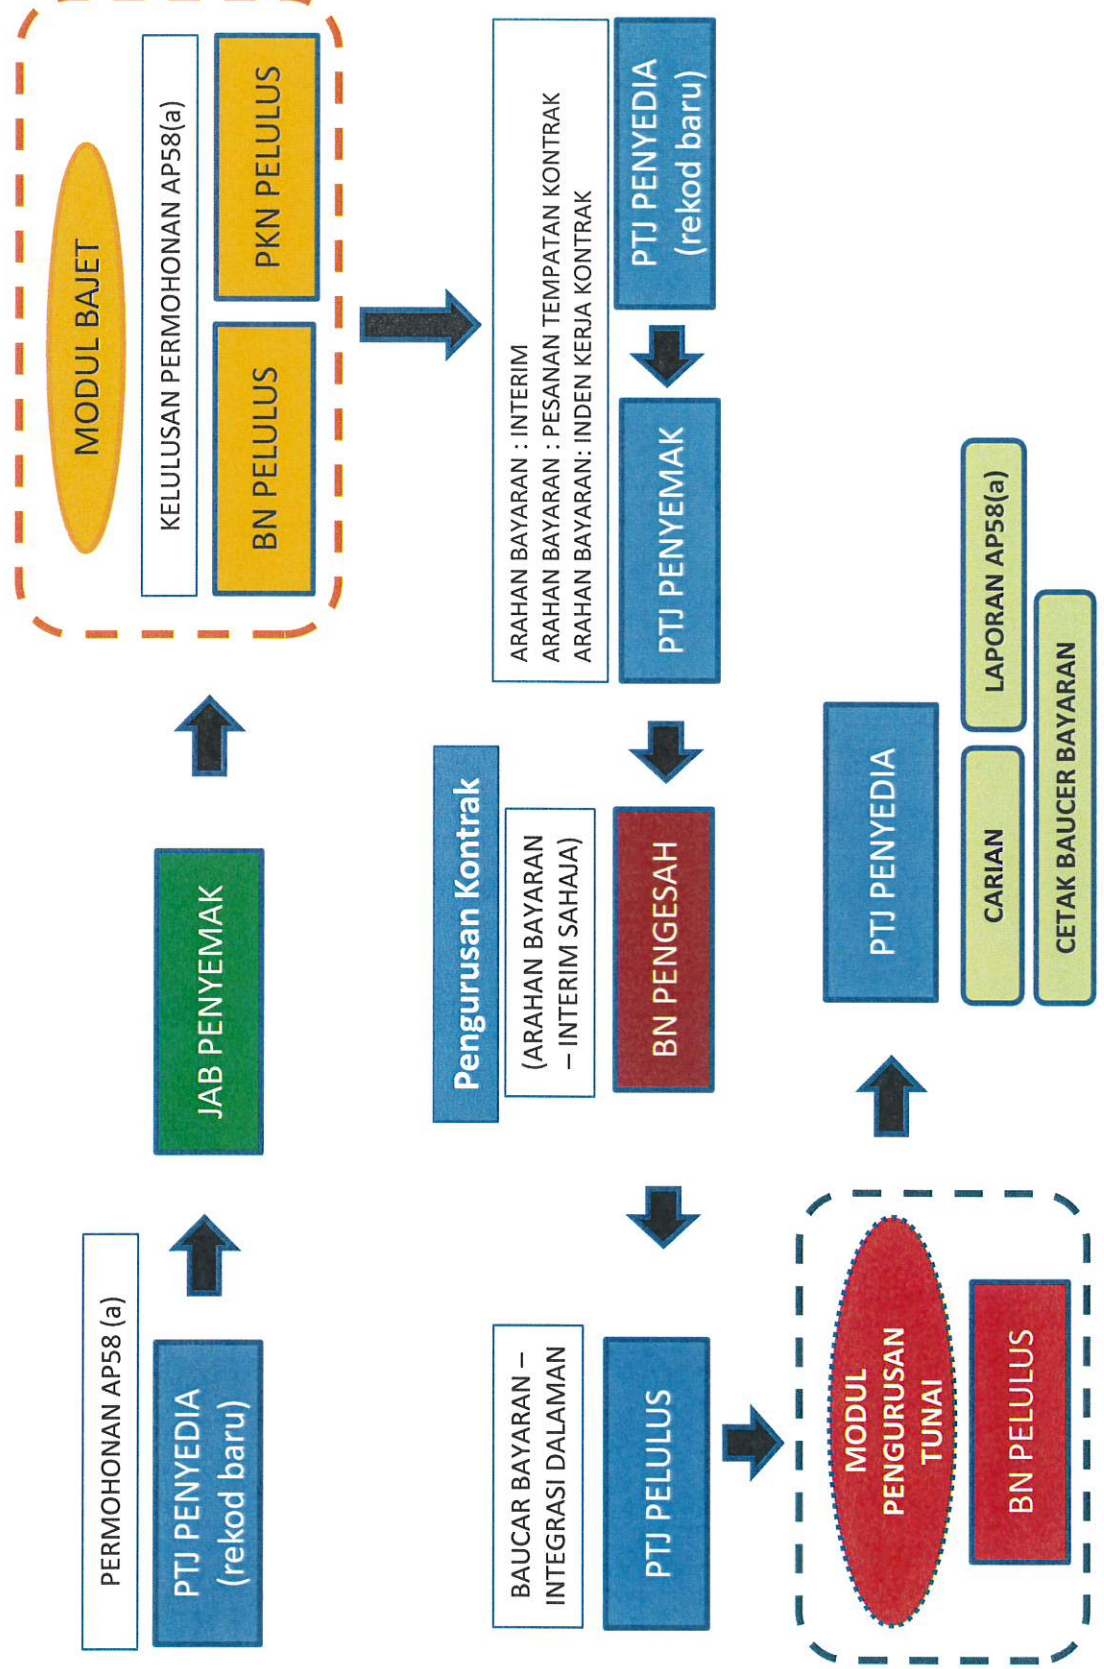 PERMOHONAN AP58 (a)
PTJ PENYEDIA
(rekod baru)
JAB PENYEMAK
MODUL BAJET
KELULUSAN PERMOHONAN AP58(a)
BN PELULUS
PKN PELULUS
ARAHAN BAYARAN : INTERIM
ARAHAN BAYARAN : PESANAN TEMPATAN KONTRAK
ARAHAN BAYARAN: INDEN KERJA KONTRAK
PTJ PENYEDIA
(rekod baru)
PTJ PENYEMAK
Pengurusan Kontrak
(ARAHAN BAYARAN
– INTERIM SAHAJA)
BN PENGESAH
BAUCAR BAYARAN –
INTEGRASI DALAMAN
PTJ PELULUS
MODUL
PENGURUSAN
TUNAI
BN PELULUS
PTJ PENYEDIA
CARIAN
LAPORAN AP58(a)
CETAK BAUCER BAYARAN